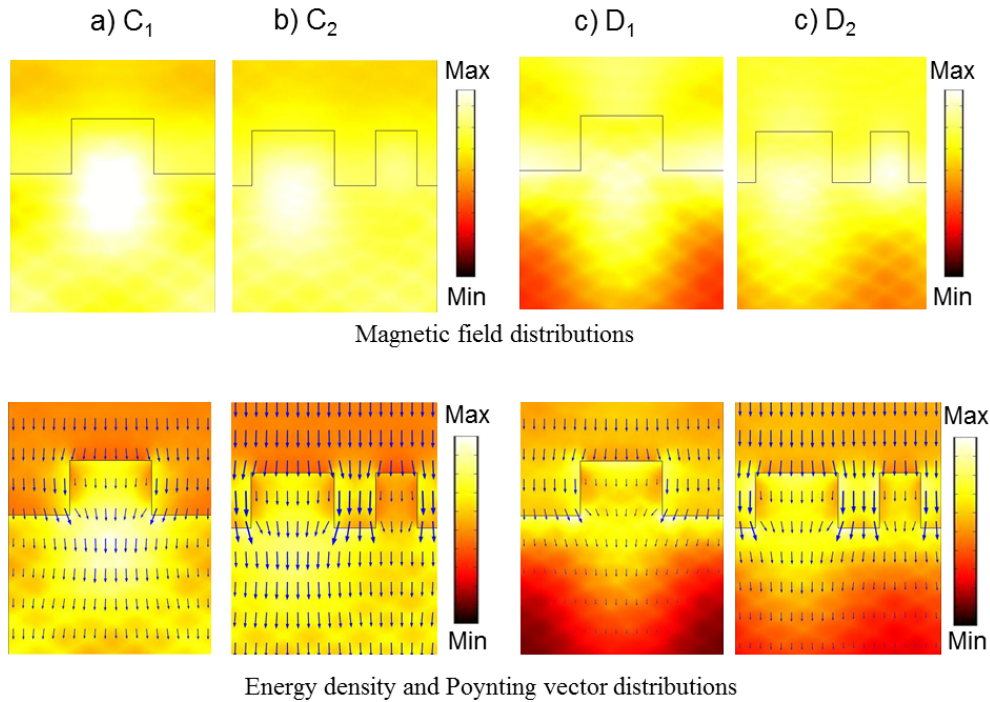 a) C₁ b) C₂ c) D₁ c) D₂
Max Max
Min Min
Magnetic field distributions
Max Max
Min Min
Energy density and Poynting vector distributions